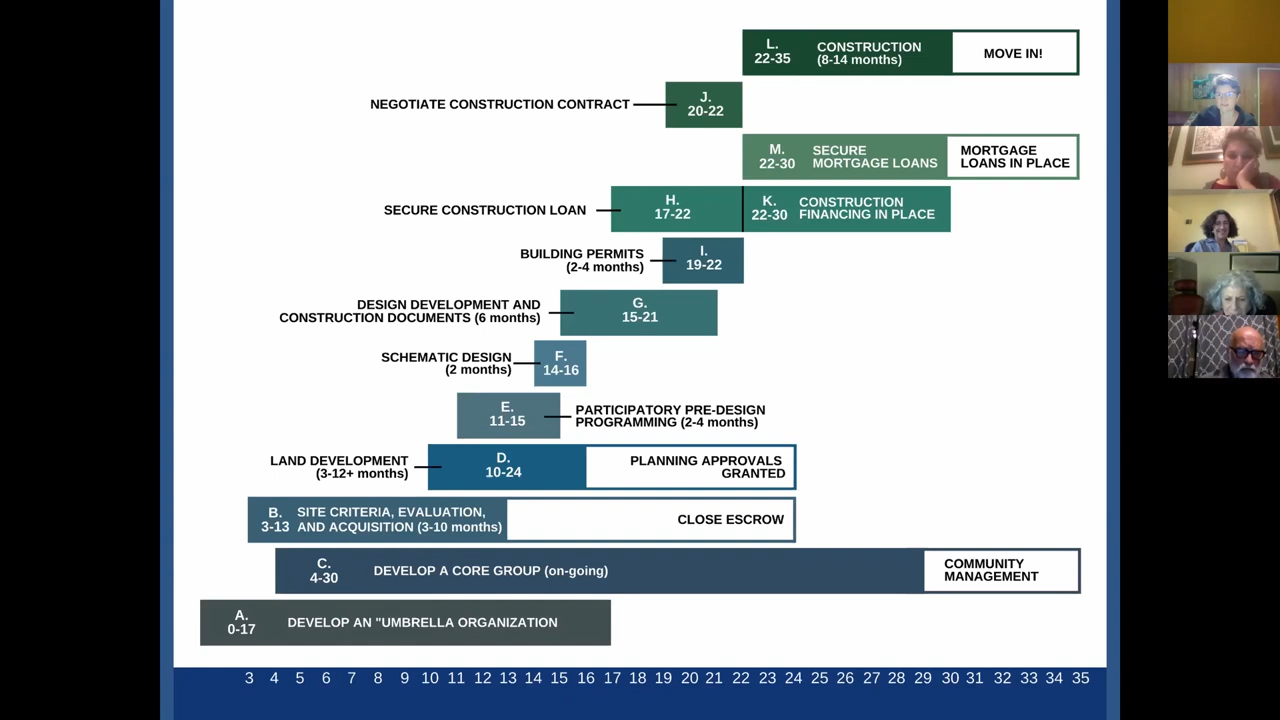 L.
22-35
CONSTRUCTION
(8-14 months)
MOVE IN!
NEGOTIATE CONSTRUCTION CONTRACT
J.
20-22
M.
22-30
SECURE
MORTGAGE LOANS
MORTGAGE
LOANS IN PLACE
SECURE CONSTRUCTION LOAN
H.
17-22
K.
22-30
CONSTRUCTION
FINANCING IN PLACE
BUILDING PERMITS
(2-4 months)
I.
19-22
DESIGN DEVELOPMENT AND
CONSTRUCTION DOCUMENTS (6 months)
G.
15-21
SCHEMATIC DESIGN
(2 months)
F.
14-16
E.
11-15
PARTICIPATORY PRE-DESIGN
PROGRAMMING (2-4 months)
LAND DEVELOPMENT
(3-12+ months)
D.
10-24
PLANNING APPROVALS
GRANTED
B.
3-13
SITE CRITERIA, EVALUATION,
AND ACQUISITION (3-10 months)
CLOSE ESCROW
C.
4-30
DEVELOP A CORE GROUP (on-going)
COMMUNITY
MANAGEMENT
A.
0-17
DEVELOP AN "UMBRELLA ORGANIZATION
3 4 5 6 7 8 9 10 11 12 13 14 15 16 17 18 19 20 21 22 23 24 25 26 27 28 29 30 31 32 33 34 35